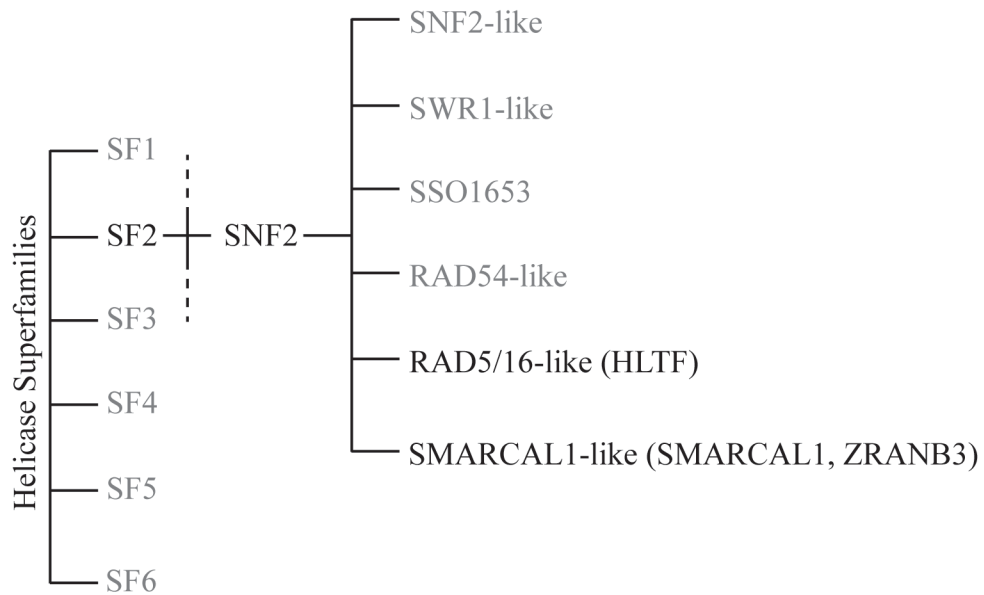 Helicase Superfamilies
SF1
SF2
SF3
SF4
SF5
SF6
SNF2
SNF2-like
SWR1-like
SSO1653
RAD54-like
RAD5/16-like (HLTF)
SMARCAL1-like (SMARCAL1, ZRANB3)